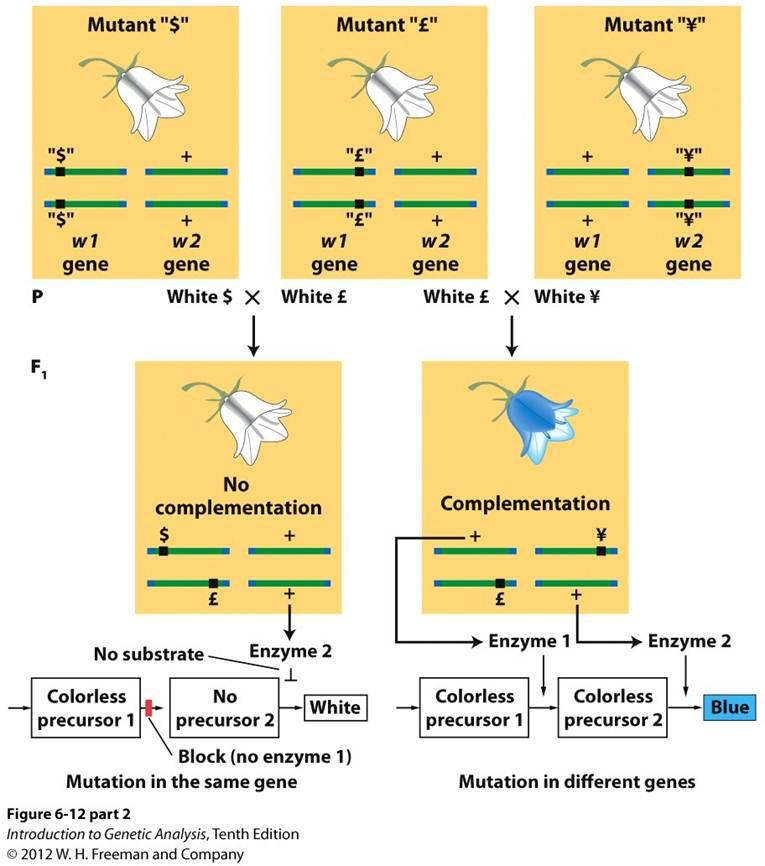 Mutant "$"
Mutant "£"
Mutant "¥"
"$" +
"£" +
+ "¥"
"$" +
"£" +
+ "¥"
w1 gene
w2 gene
w1 gene
w2 gene
w1 gene
w2 gene
P
White $ × White £
White £ × White ¥
F1
No
complementation
$ +
£ +
Complementation
+ ¥
£ +
No substrate
Enzyme 2
Colorless
precursor 1
No
precursor 2
White
Block (no enzyme 1)
Mutation in the same gene
Enzyme 1
Enzyme 2
Colorless
precursor 1
Colorless
precursor 2
Blue
Mutation in different genes
Figure 6-12 part 2
Introduction to Genetic Analysis, Tenth Edition
© 2012 W. H. Freeman and Company